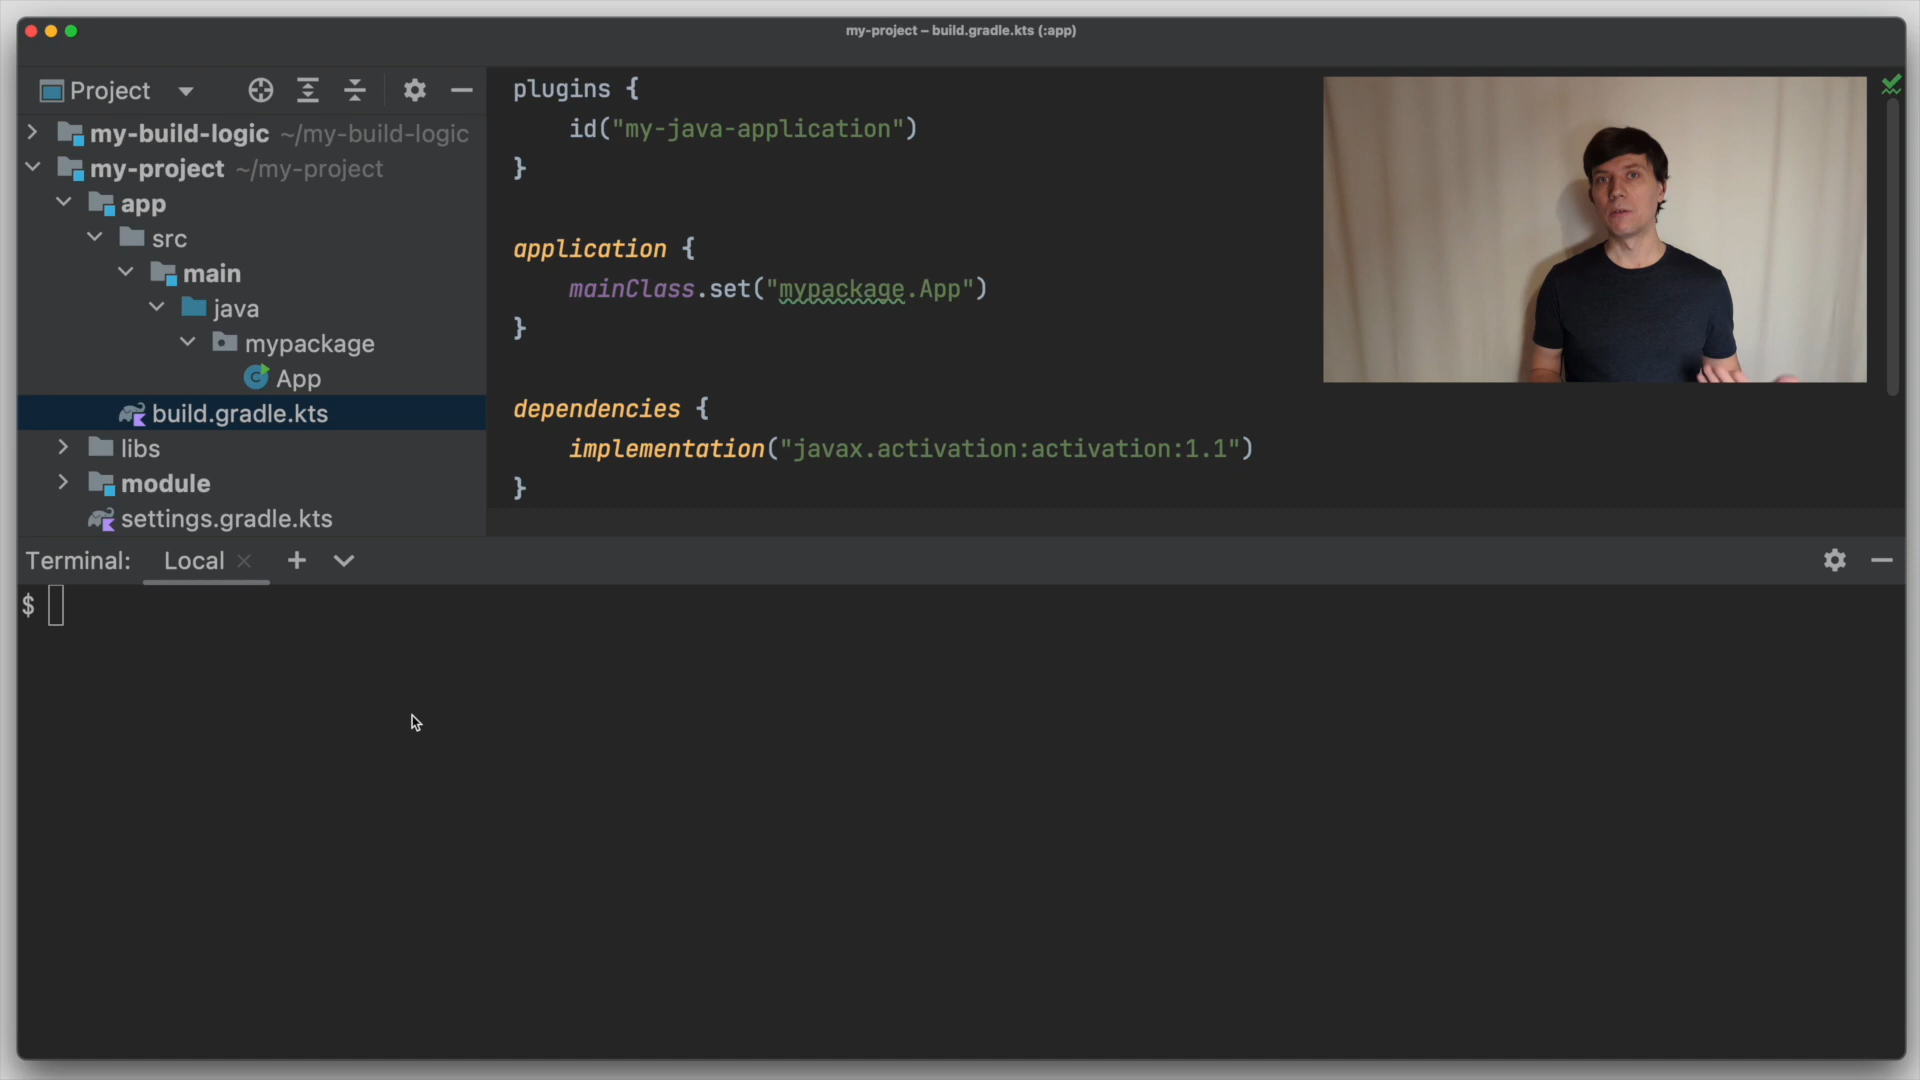 my-project – build.gradle.kts (:app)
Project
my-build-logic ~/my-build-logic
my-project ~/my-project
app
src
main
java
mypackage
App
build.gradle.kts
libs
module
settings.gradle.kts
plugins {
id("my-java-application")
}
application {
mainClass.set("mypackage.App")
}
dependencies {
implementation("javax.activation:activation:1.1")
}
Terminal: Local
$